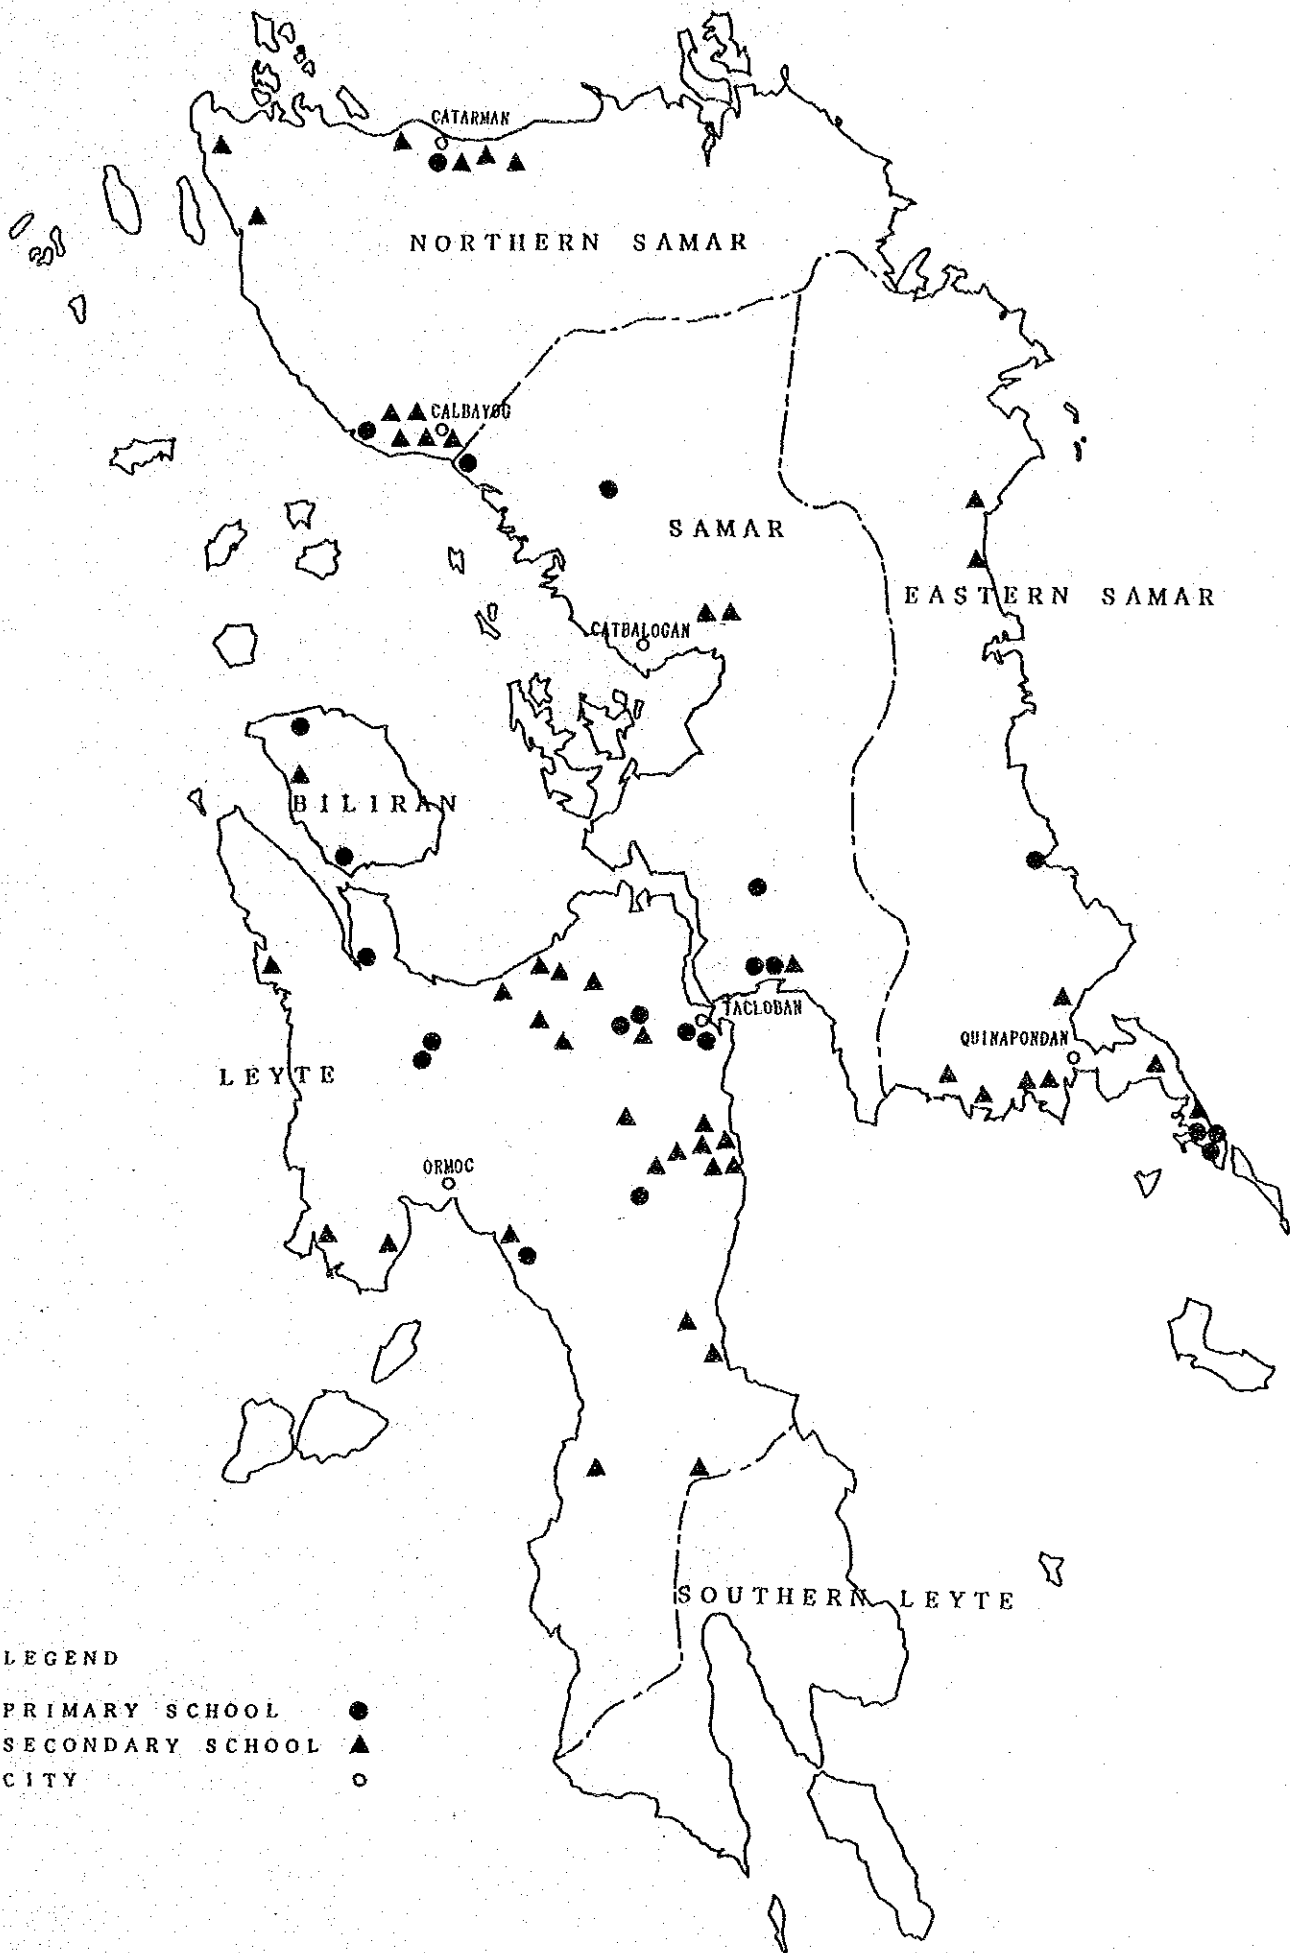 CATARMAN
NORTHERN SAMAR
CALBAYOG
SAMAR
EASTERN SAMAR
CATBALOGAN
BILIRAN
TACLOBAN
QUINAPONDAN
LEYTE
ORMOC
SOUTHERN LEYTE
LEGEND
PRIMARY SCHOOL
SECONDARY SCHOOL
CITY